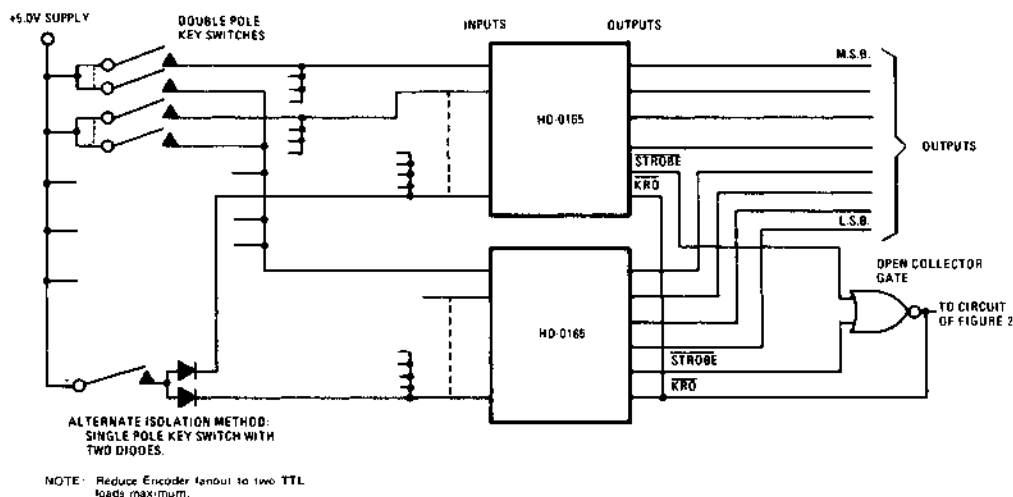 +5.0V SUPPLY
DOUBLE POLE
KEY SWITCHES
INPUTS
OUTPUTS
HD-0165
M.S.B.
OUTPUTS
STROBE
KRO
L.S.B.
OPEN COLLECTOR
GATE
TO CIRCUIT
OF FIGURE 2
HD-0165
STROBE
KRO
ALTERNATE ISOLATION METHOD:
SINGLE POLE KEY SWITCH WITH
TWO DIODES.
NOTE: Reduce Encoder fanout to two TTL
loads maximum.